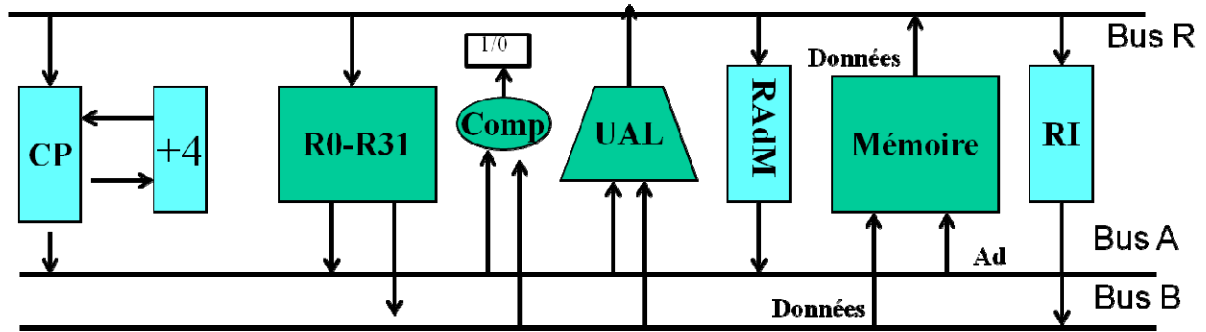 1/0
Bus R
Données
CP
+4
R0-R31
Comp
UAL
RAdM
Mémoire
RI
Bus A
Ad
Bus B
Données